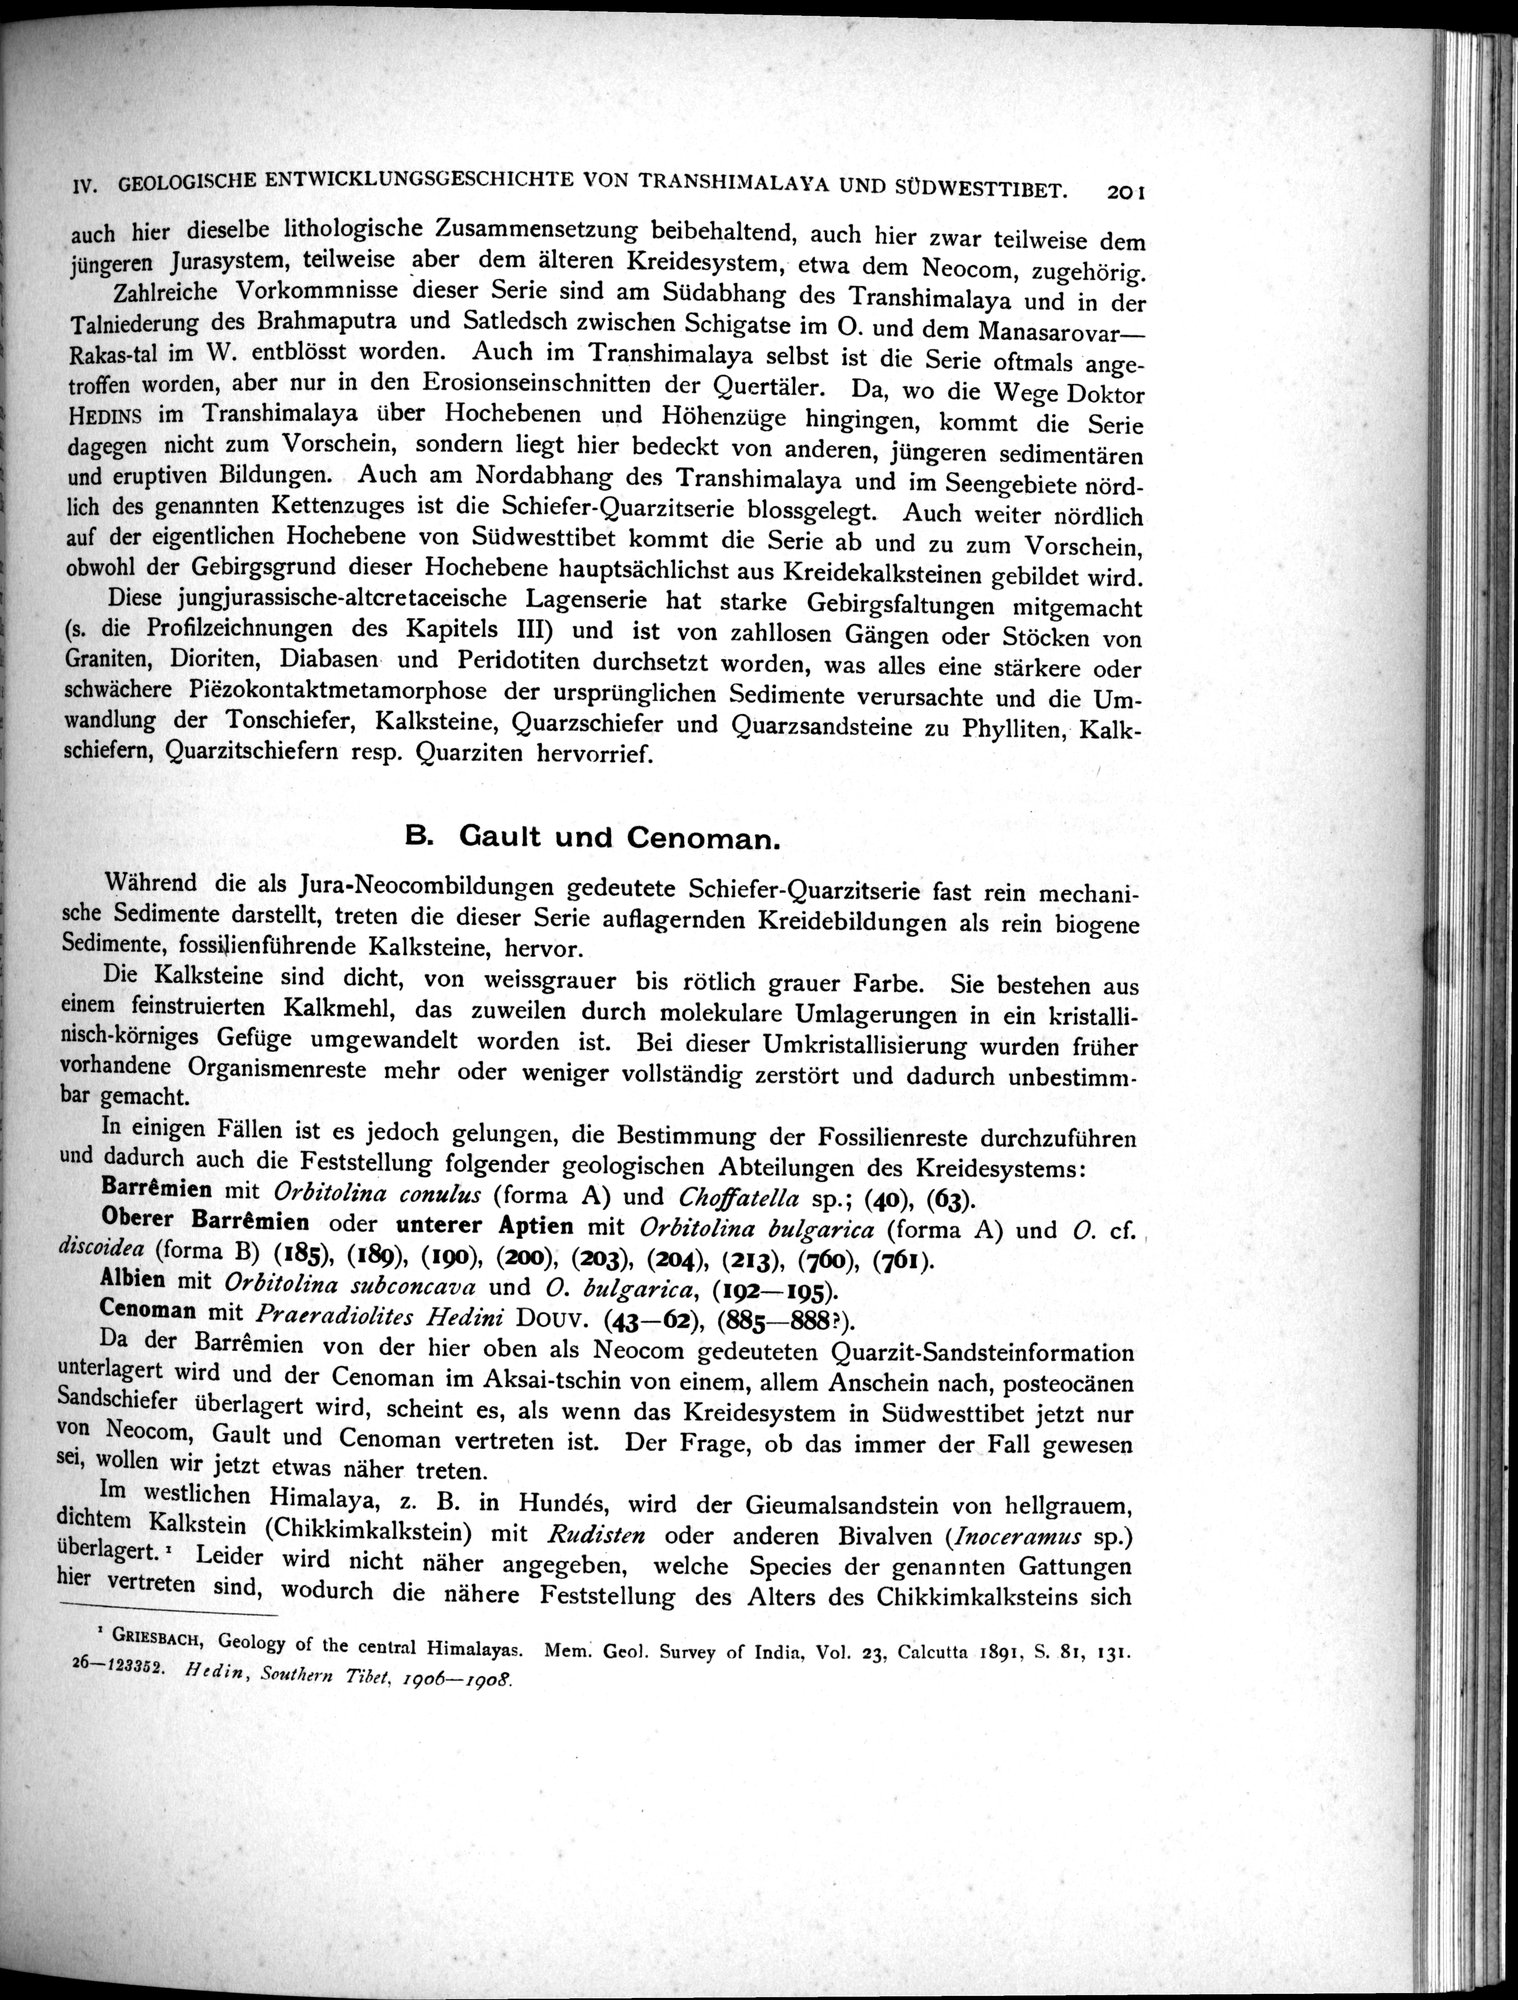 IV. GEOLOGISCHE ENTWICKLUNGSGESCHICHTE VON TRANSHIMALAYA UND SÜDWESTTIBET. 201
auch hier dieselbe lithologische Zusammensetzung beibehaltend, auch hier zwar teilweise dem
jüngeren Jurasystem, teilweise aber dem älteren Kreidesystem, etwa dem Neocom, zugehörig.
Zahlreiche Vorkommnisse dieser Serie sind am Südabhang des Transhimalaya und in der
Talniederung des Brahmaputra und Satledsch zwischen Schigatse im O. und dem Manasarovar—
Rakas-tal im W. entblösst worden. Auch im Transhimalaya selbst ist die Serie oftmals ange-
troffen worden, aber nur in den Erosionseinschnitten der Quertäler. Da, wo die Wege Doktor
HEDINS im Transhimalaya über Hochebenen und Höhenzüge hingingen, kommt die Serie
dagegen nicht zum Vorschein, sondern liegt hier bedeckt von anderen, jüngeren sedimentären
und eruptiven Bildungen. Auch am Nordabhang des Transhimalaya und im Seengebiete nörd-
lich des genannten Kettenzuges ist die Schiefer-Quarzitserie blossgelegt. Auch weiter nördlich
auf der eigentlichen Hochebene von Südwesttibet kommt die Serie ab und zu zum Vorschein,
obwohl der Gebirgsgrund dieser Hochebene hauptsächlichst aus Kreidekalksteinen gebildet wird.
Diese jungjurassische-altcretaceische Lagenserie hat starke Gebirgsfaltungen mitgemacht
(s. die Profilzeichnungen des Kapitels III) und ist von zahllosen Gängen oder Stöcken von
Graniten, Dioriten, Diabasen und Peridotiten durchsetzt worden, was alles eine stärkere oder
schwächere Piëzokontaktmetamorphose der ursprünglichen Sedimente verursachte und die Um-
wandlung der Tonschiefer, Kalksteine, Quarzschiefer und Quarzsandsteine zu Phylliten, Kalk-
schiefern, Quarzitschiefern resp. Quarziten hervorrief.
B. Gault und Cenoman.
Während die als Jura-Neocombildungen gedeutete Schiefer-Quarzitserie fast rein mechani-
sche Sedimente darstellt, treten die dieser Serie auflagernden Kreidebildungen als rein biogene
Sedimente, fossilienführende Kalksteine, hervor.
Die Kalksteine sind dicht, von weissgrauer bis rötlich grauer Farbe. Sie bestehen aus
einem feinstruierten Kalkmehl, das zuweilen durch molekulare Umlagerungen in ein kristalli-
nisch-körniges Gefüge umgewandelt worden ist. Bei dieser Umkristallisierung wurden früher
vorhandene Organismenreste mehr oder weniger vollständig zerstört und dadurch unbestimm-
bar gemacht.
In einigen Fällen ist es jedoch gelungen, die Bestimmung der Fossilienreste durchzuführen
und dadurch auch die Feststellung folgender geologischen Abteilungen des Kreidesystems:
Barrêmien mit Orbitolina conulus (forma A) und Choffatella sp.; (40), (63).
Oberer Barrêmien oder unterer Aptien mit Orbitolina bulgarica (forma A) und O. cf.
discoidea (forma B) (185), (189), (190), (200), (203), (204), (213), (760), (761).
Albien mit Orbitolina subconcava und O. bulgarica, (192—195).
Cenoman mit Praeradiolites Hedini DOUV. (43—62), (885—888?).
Da der Barrêmien von der hier oben als Neocom gedeuteten Quarzit-Sandsteinformation
unterlagert wird und der Cenoman im Aksai-tschin von einem, allem Anschein nach, posteocänen
Sandschiefer überlagert wird, scheint es, als wenn das Kreidesystem in Südwesttibet jetzt nur
von Neocom, Gault und Cenoman vertreten ist. Der Frage, ob das immer der Fall gewesen
sei, wollen wir jetzt etwas näher treten.
Im westlichen Himalaya, z. B. in Hundés, wird der Gieumalsandstein von hellgrauem,
dichtem Kalkstein (Chikkimkalkstein) mit Rudisten oder anderen Bivalven (Inoceramus sp.)
überlagert.¹ Leider wird nicht näher angegeben, welche Species der genannten Gattungen
hier vertreten sind, wodurch die nähere Feststellung des Alters des Chikkimkalksteins sich
¹ GRIESBACH, Geology of the central Himalayas. Mem. Geol. Survey of India, Vol. 23, Calcutta 1891, S. 81, 131.
26—123352. Hedin, Southern Tibet, 1906—1908.